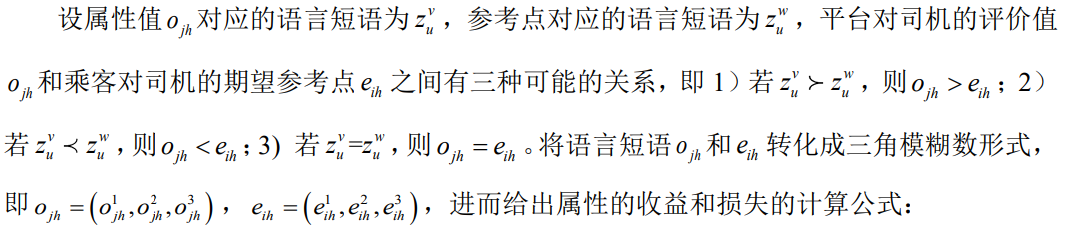 设属性值 $o_{jh}$ 对应的语言短语为 $z_u^v$，参考点对应的语言短语为 $z_u^w$，平台对司机的评价值
$o_{jh}$ 和乘客对司机的期望参考点 $e_{ih}$ 之间有三种可能的关系，即 1）若 $z_u^v \succ z_u^w$，则 $o_{jh} > e_{ih}$；2）
若 $z_u^v \prec z_u^w$，则 $o_{jh} < e_{ih}$；3) 若 $z_u^v = z_u^w$，则 $o_{jh} = e_{ih}$。将语言短语 $o_{jh}$ 和 $e_{ih}$ 转化成三角模糊数形式，
即 $o_{jh} = (o_{jh}^1, o_{jh}^2, o_{jh}^3)$，$e_{ih} = (e_{ih}^1, e_{ih}^2, e_{ih}^3)$，进而给出属性的收益和损失的计算公式：